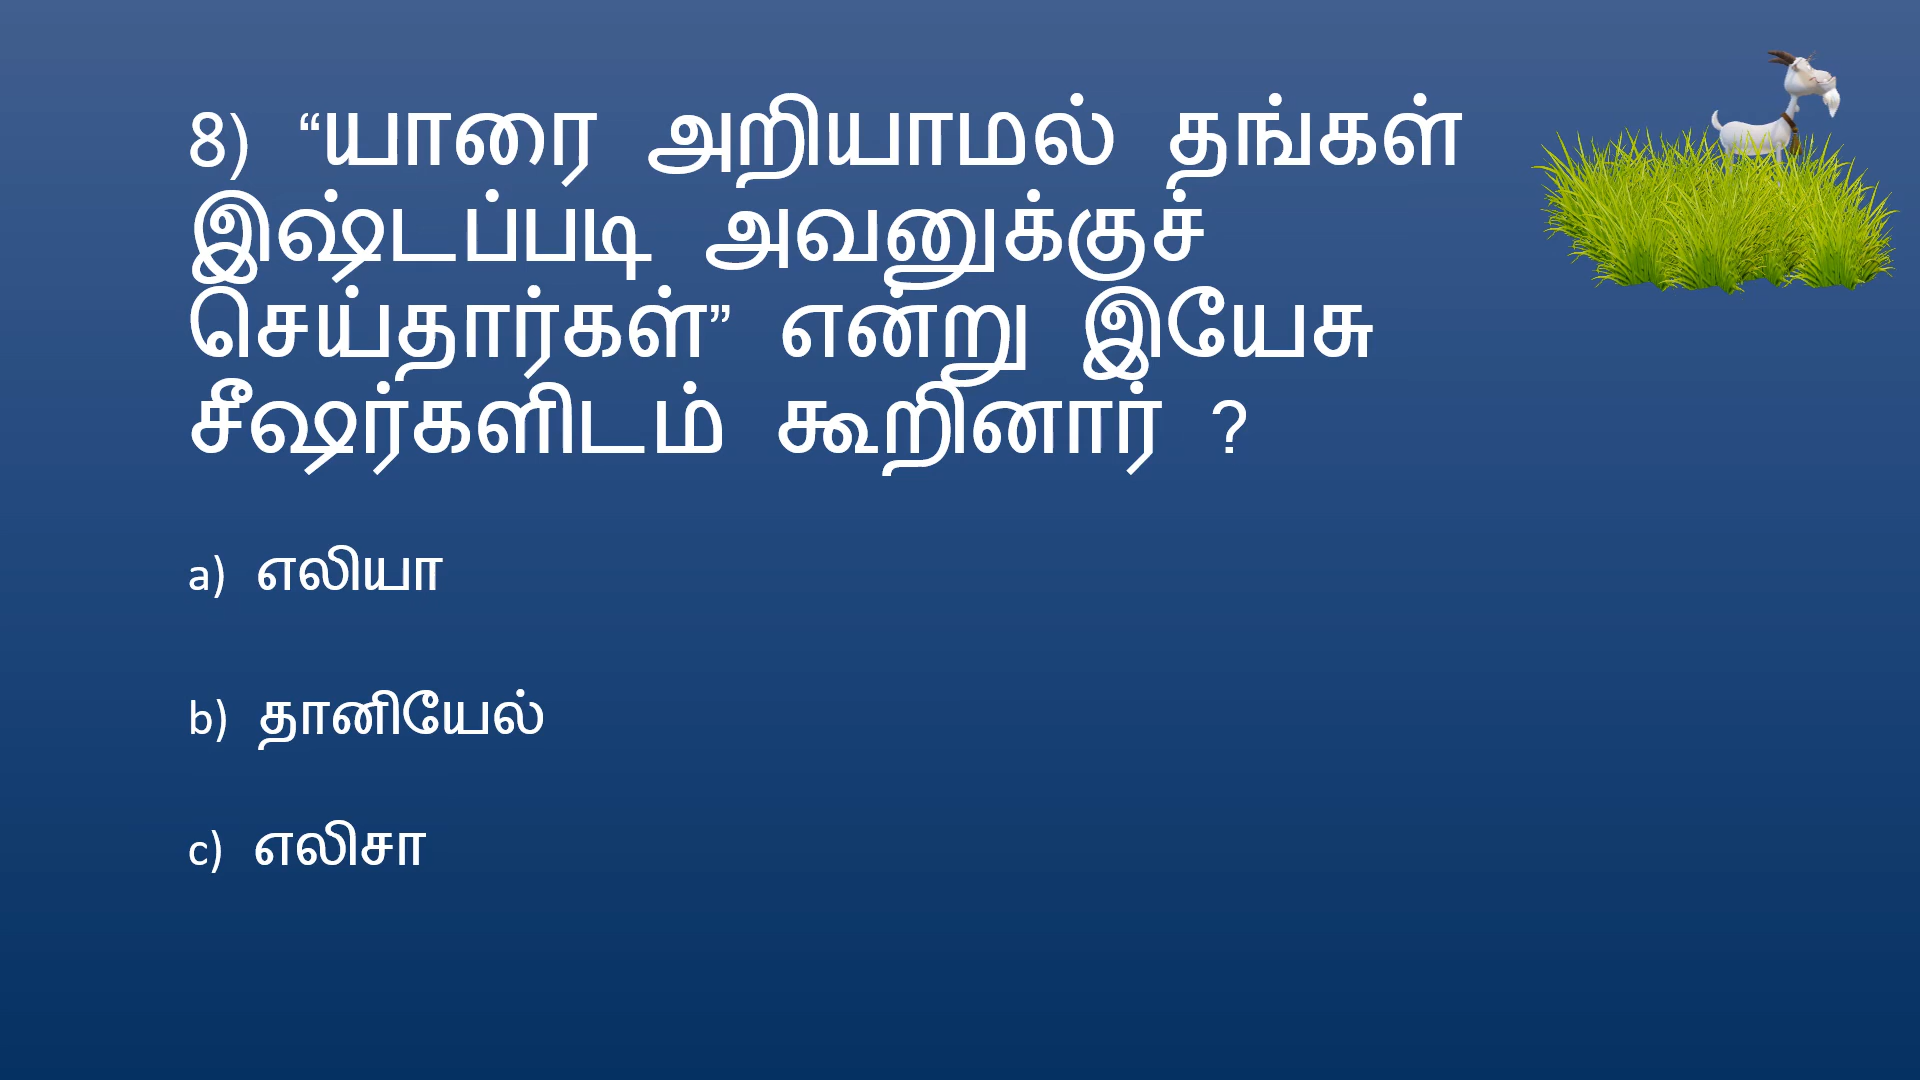 8) “யாரை அறியாமல் தங்கள்
இஷ்டப்படி அவனுக்குச்
செய்தார்கள்” என்று இயேசு
சீஷர்களிடம் கூறினார் ?
a) எலியா
b) தானியேல்
c) எலிசா